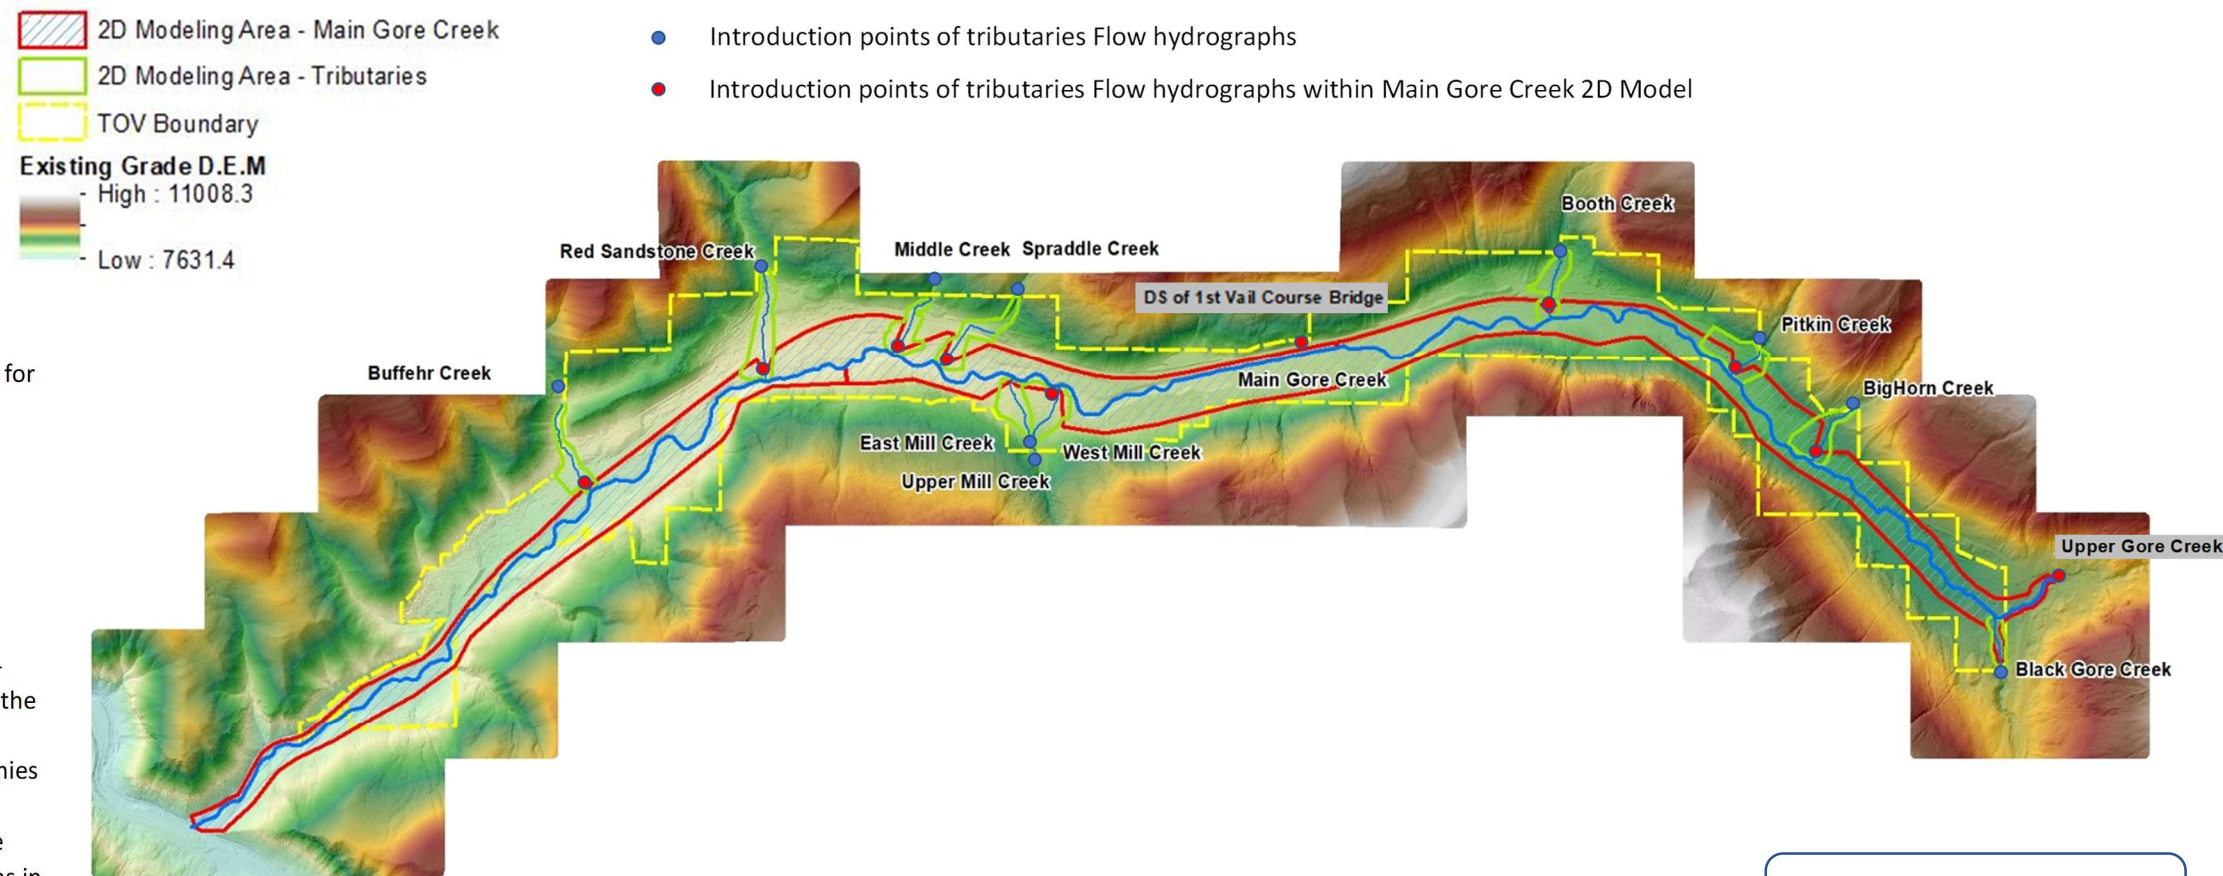 2D Modeling Area - Main Gore Creek
2D Modeling Area - Tributaries
TOV Boundary
Existing Grade D.E.M
High : 11008.3
Low : 7631.4
Introduction points of tributaries Flow hydrographs
Introduction points of tributaries Flow hydrographs within Main Gore Creek 2D Model
Booth Creek
Red Sandstone Creek
Middle Creek
Spraddle Creek
DS of 1st Vail Course Bridge
Pitkin Creek
Buffehr Creek
Main Gore Creek
BigHorn Creek
East Mill Creek
West Mill Creek
Upper Mill Creek
Upper Gore Creek
Black Gore Creek
for
the